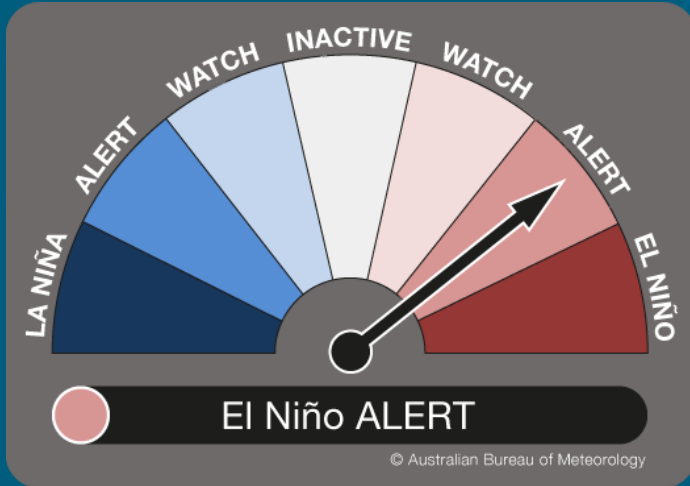 LA NIÑA
ALERT
WATCH
INACTIVE
WATCH
ALERT
EL NIÑO
El Niño ALERT
© Australian Bureau of Meteorology